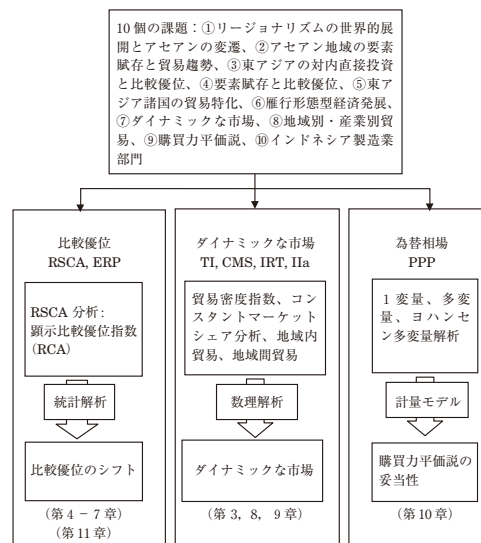 10 個の課題：①リージョナリズムの世界的展
開とアセアンの変遷、②アセアン地域の要素
賦存と貿易趨勢、③東アジアの対内直接投資
と比較優位、④要素賦存と比較優位、⑤東ア
ジア諸国の貿易特化、⑥雁行形態型経済発展、
⑦ダイナミックな市場、⑧地域別・産業別貿
易、⑨購買力平価説、⑩インドネシア製造業
部門
比較優位
RSCA, ERP
RSCA 分析：
顕示比較優位指数
(RCA)
統計解析
比較優位のシフト
（第 4 － 7 章）
（第 11 章）
ダイナミックな市場
TI, CMS, IRT, IIa
貿易密度指数、コン
スタントマーケット
シェア分析、地域内
貿易、地域間貿易
数理解析
ダイナミックな市場
（第 3, 8, 9 章）
為替相場
PPP
1 変量、多変
量、ヨハンセ
ン多変量解析
計量モデル
購買力平価説の
妥当性
（第 10 章）